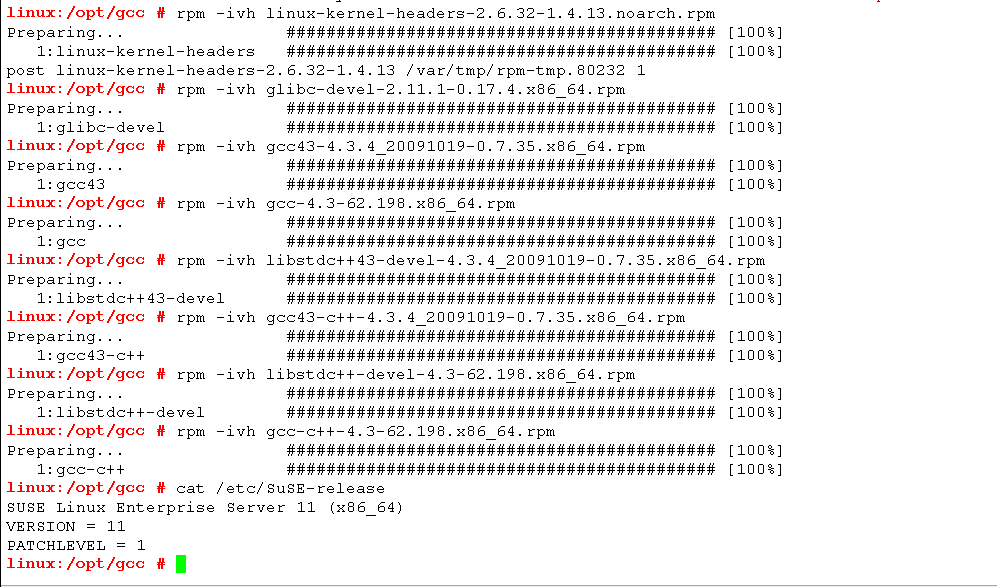 linux:/opt/gcc # rpm -ivh linux-kernel-headers-2.6.32-1.4.13.noarch.rpm
Preparing...                ########################################### [100%]
   1:linux-kernel-headers   ########################################### [100%]
post linux-kernel-headers-2.6.32-1.4.13 /var/tmp/rpm-tmp.80232 1
linux:/opt/gcc # rpm -ivh glibc-devel-2.11.1-0.17.4.x86_64.rpm
Preparing...                ########################################### [100%]
   1:glibc-devel            ########################################### [100%]
linux:/opt/gcc # rpm -ivh gcc43-4.3.4_20091019-0.7.35.x86_64.rpm
Preparing...                ########################################### [100%]
   1:gcc43                  ########################################### [100%]
linux:/opt/gcc # rpm -ivh gcc-4.3-62.198.x86_64.rpm
Preparing...                ########################################### [100%]
   1:gcc                    ########################################### [100%]
linux:/opt/gcc # rpm -ivh libstdc++43-devel-4.3.4_20091019-0.7.35.x86_64.rpm
Preparing...                ########################################### [100%]
   1:libstdc++43-devel      ########################################### [100%]
linux:/opt/gcc # rpm -ivh gcc43-c++-4.3.4_20091019-0.7.35.x86_64.rpm
Preparing...                ########################################### [100%]
   1:gcc43-c++              ########################################### [100%]
linux:/opt/gcc # rpm -ivh libstdc++-devel-4.3-62.198.x86_64.rpm
Preparing...                ########################################### [100%]
   1:libstdc++-devel        ########################################### [100%]
linux:/opt/gcc # rpm -ivh gcc-c++-4.3-62.198.x86_64.rpm
Preparing...                ########################################### [100%]
   1:gcc-c++                ########################################### [100%]
linux:/opt/gcc # cat /etc/SuSE-release
SUSE Linux Enterprise Server 11 (x86_64)
VERSION = 11
PATCHLEVEL = 1
linux:/opt/gcc #